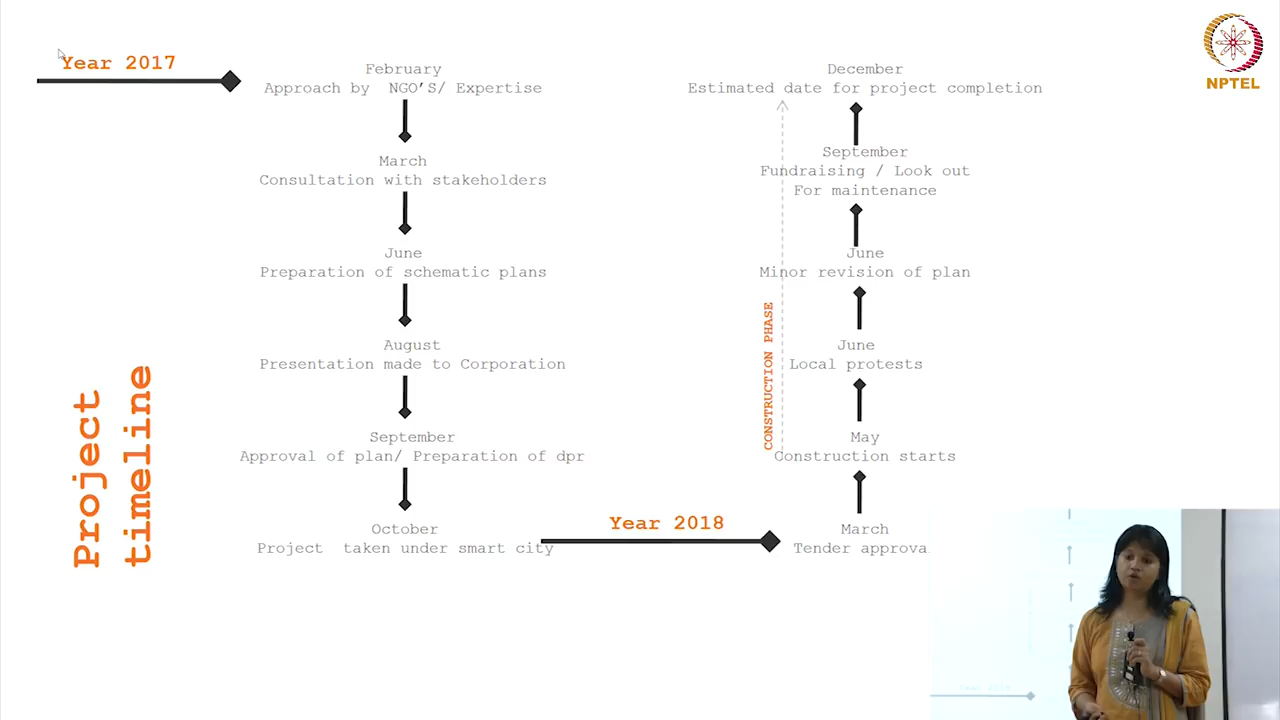 Year 2017
February
Approach by NGO'S/ Expertise
March
Consultation with stakeholders
June
Preparation of schematic plans
August
Presentation made to Corporation
September
Approval of plan/ Preparation of dpr
October
Project taken under smart city
Year 2018
March
Tender
May
Construction starts
June
Local protests
June
Minor revision of plan
September
Fundraising / Look out
For maintenance
December
Estimated date for project completion
CONSTRUCTION PHASE
Project
timeline
NPTEL
Year 2018